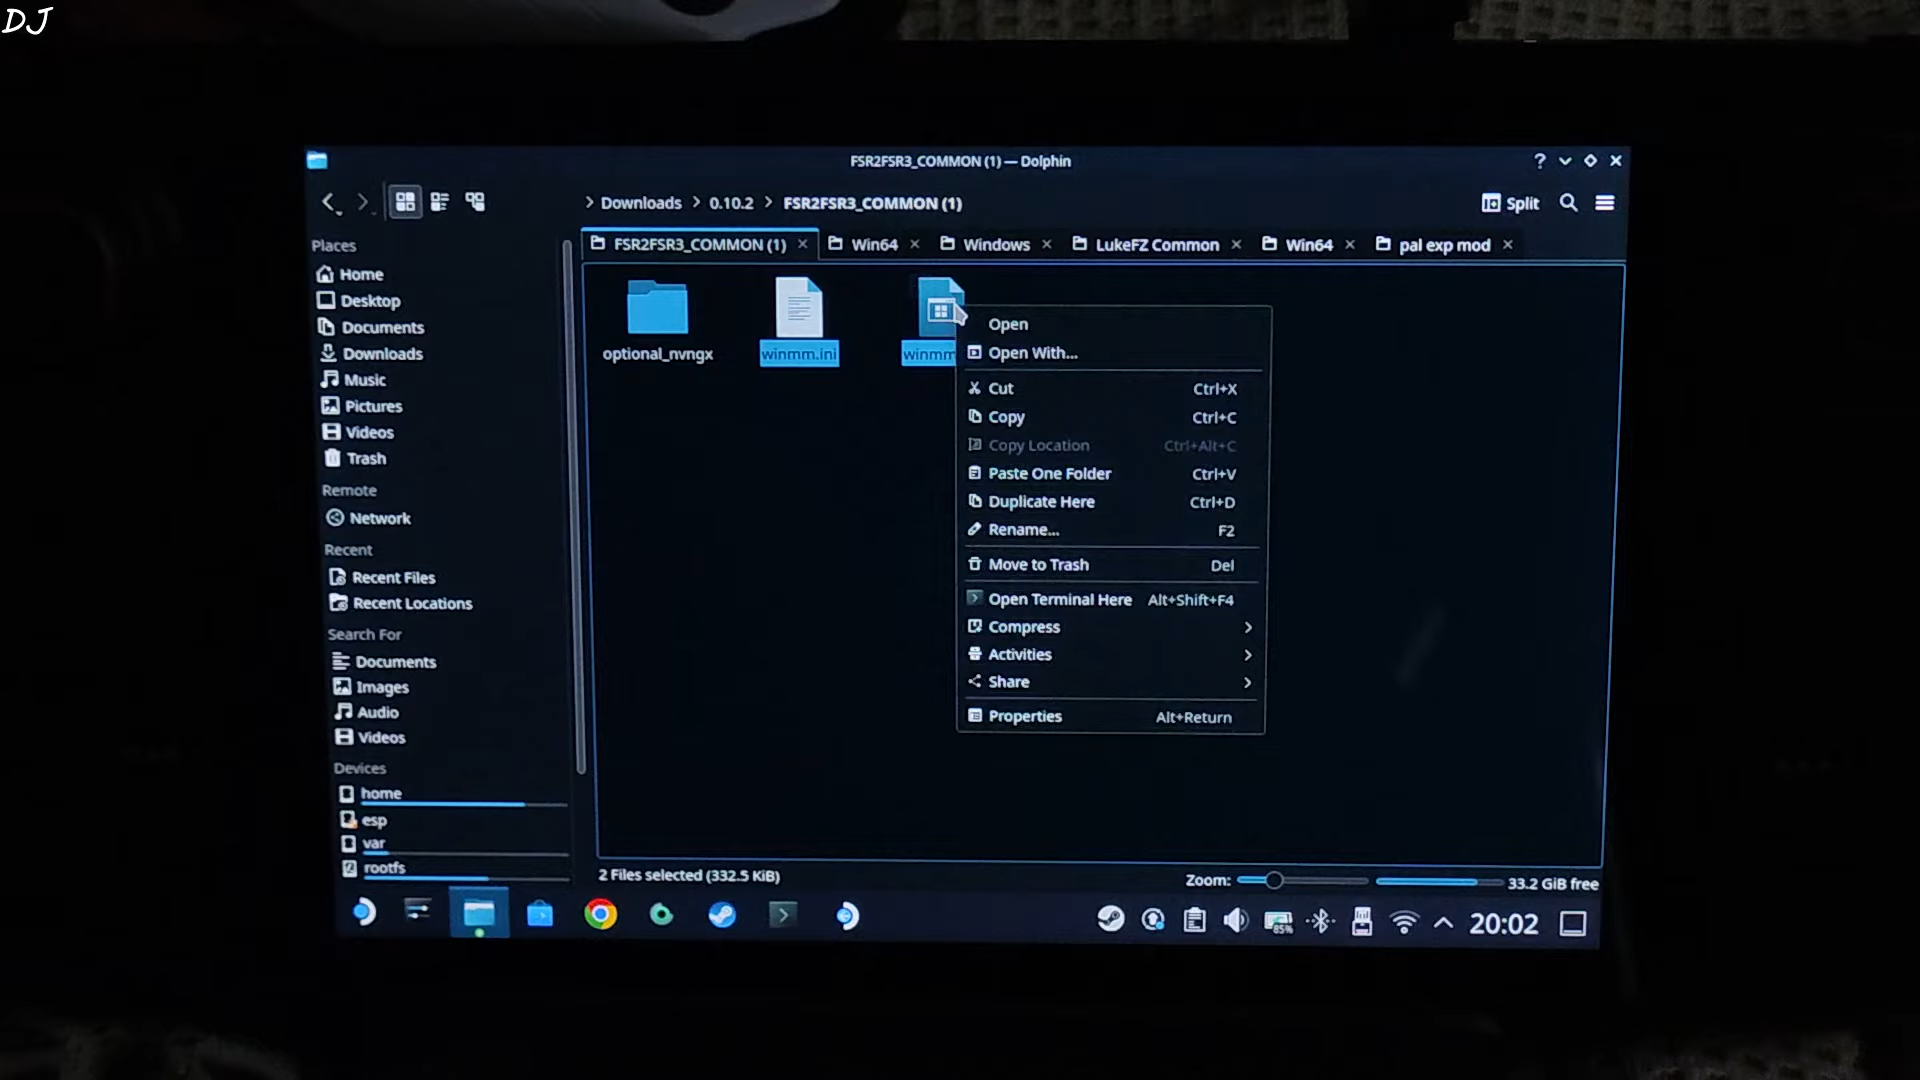 DJ
FSR2FSR3_COMMON (1) — Dolphin
Downloads > 0.10.2 > FSR2FSR3_COMMON (1)
Split
FSR2FSR3_COMMON (1)
Win64
Windows
LukeFZ Common
Win64
pal exp mod
Places
Home
Desktop
Documents
Downloads
Music
Pictures
Videos
Trash
Remote
Network
Recent
Recent Files
Recent Locations
Search For
Documents
Images
Audio
Videos
Devices
home
esp
var
rootfs
optional_nvngx
winmm.ini
winmm
Open
Open With...
Cut Ctrl+X
Copy Ctrl+C
Copy Location Ctrl+Alt+C
Paste One Folder Ctrl+V
Duplicate Here Ctrl+D
Rename... F2
Move to Trash Del
Open Terminal Here Alt+Shift+F4
Compress
Activities
Share
Properties Alt+Return
2 Files selected (332.5 KiB)
Zoom:
33.2 GiB free
85%
20:02